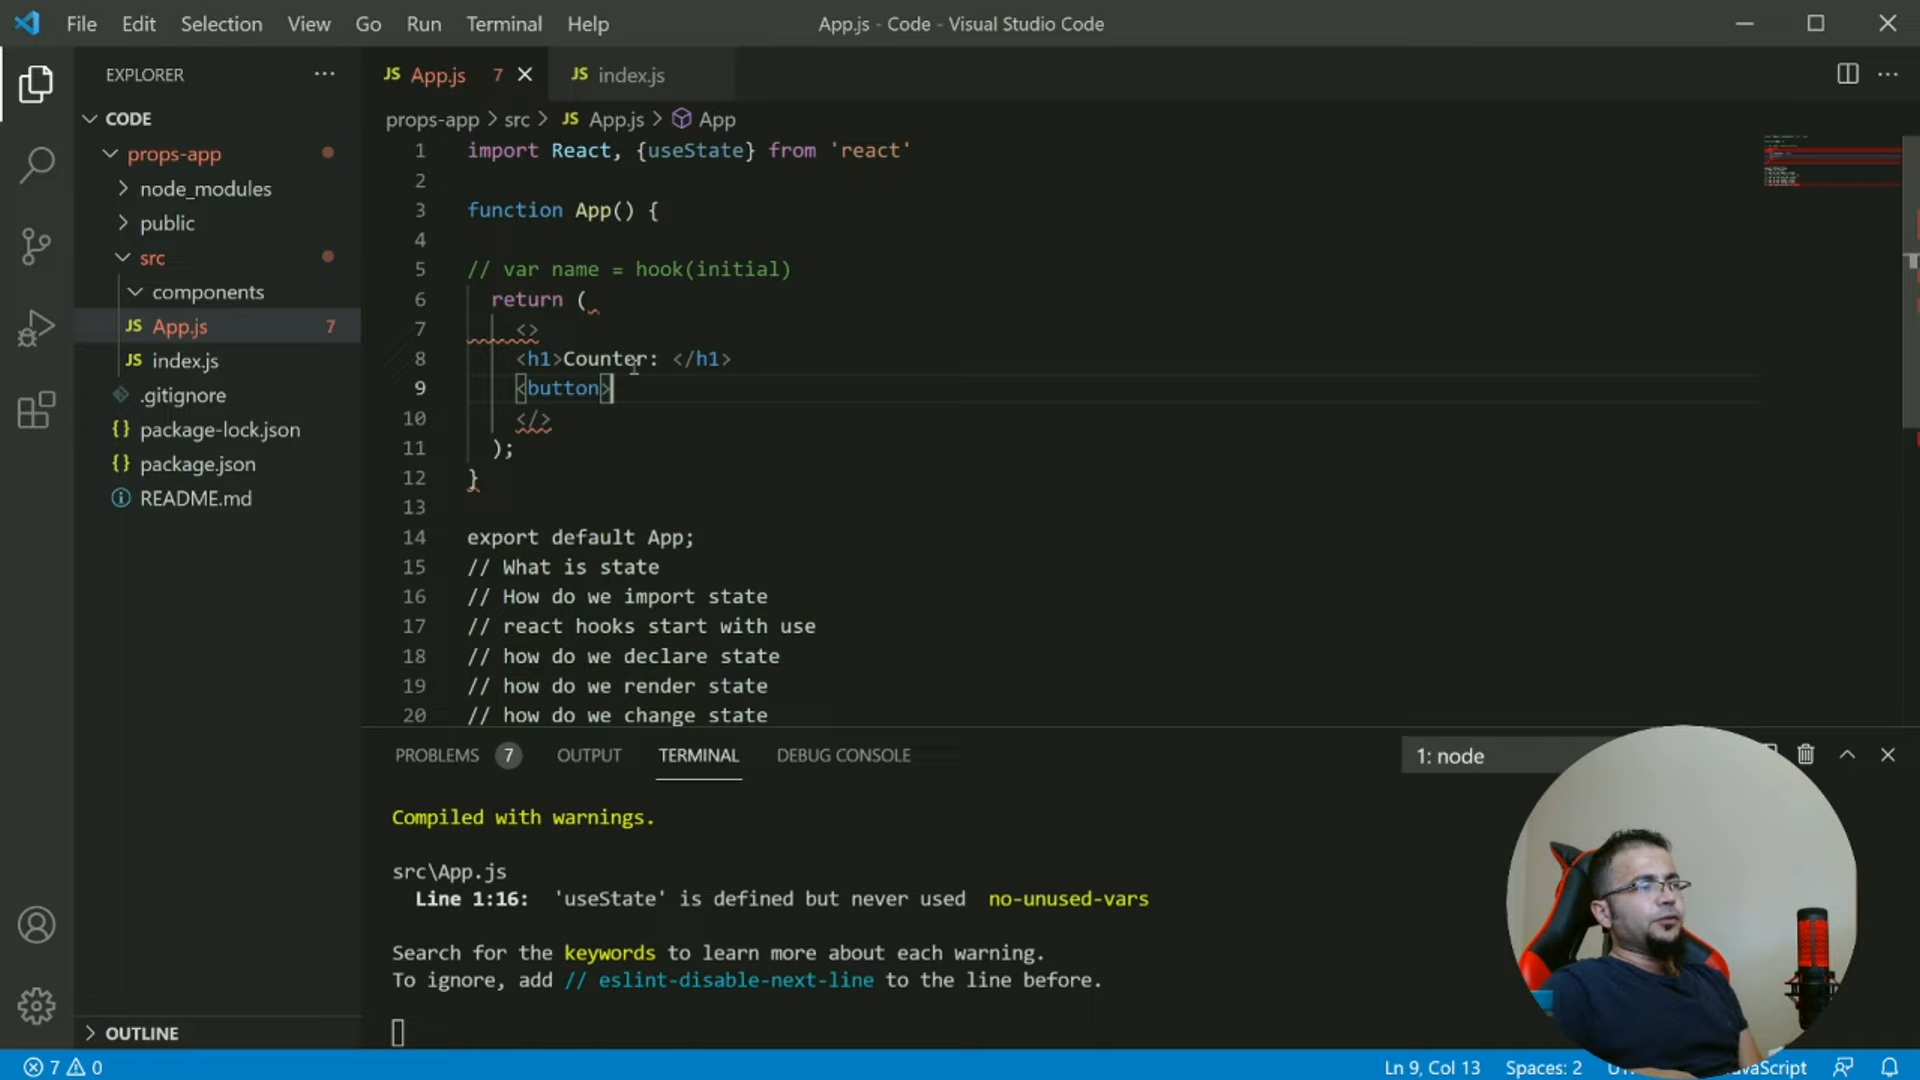 File Edit Selection View Go Run Terminal Help
App.js - Code - Visual Studio Code
EXPLORER ...
CODE
props-app
node_modules
public
src
components
JS App.js 7
JS index.js
.gitignore
{} package-lock.json
{} package.json
README.md
OUTLINE
JS App.js 7
JS index.js
props-app > src > JS App.js > App
1 import React, {useState} from 'react'
2
3 function App() {
4
5 // var name = hook(initial)
6 return (
7 <>
8 <h1>Counter: </h1>
9 <button>
10 </>
11 );
12 }
13
14 export default App;
15 // What is state
16 // How do we import state
17 // react hooks start with use
18 // how do we declare state
19 // how do we render state
20 // how do we change state
PROBLEMS 7 OUTPUT TERMINAL DEBUG CONSOLE
1: node
Compiled with warnings.
src\App.js
Line 1:16: 'useState' is defined but never used no-unused-vars
Search for the keywords to learn more about each warning.
To ignore, add // eslint-disable-next-line to the line before.
7 0
Ln 9, Col 13 Spaces: 2